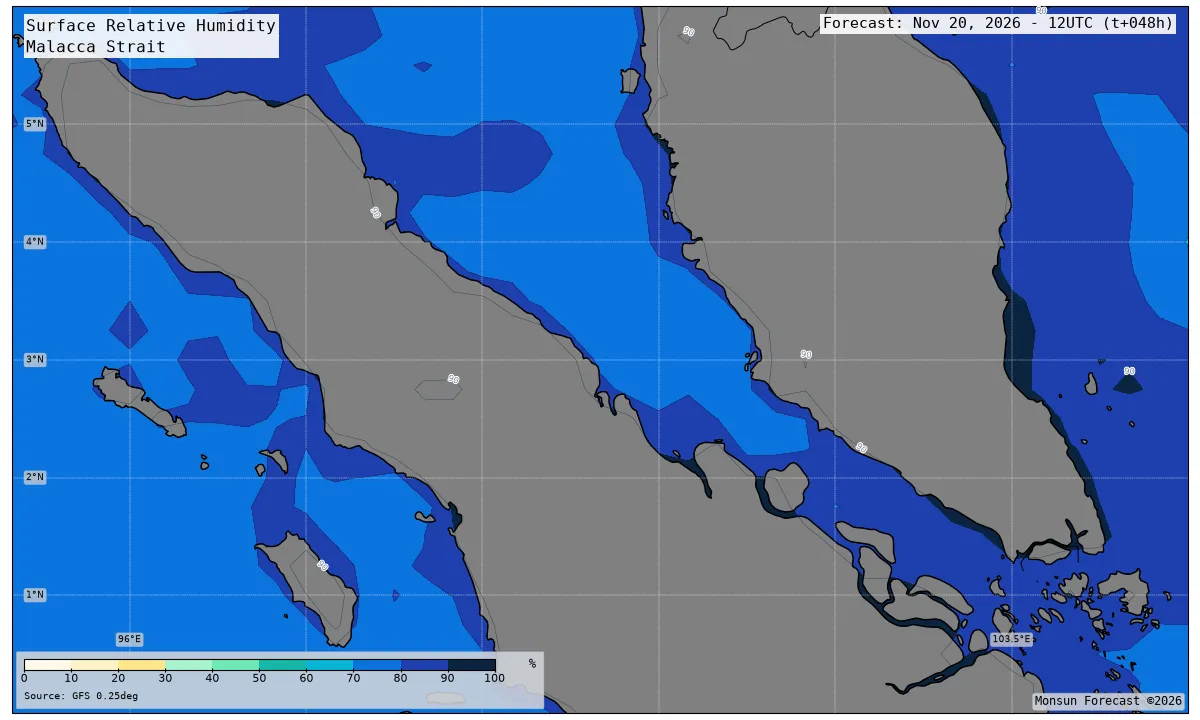 Surface Relative Humidity
Malacca Strait
Forecast: Nov 20, 2026 - 12UTC (t+048h)
90
90
5°N
90
4°N
3°N
90
90
90
90
2°N
90
1°N
96°E
103.5°E
%
0 10 20 30 40 50 60 70 80 90 100
Source: GFS 0.25deg
Monsun Forecast ©2026